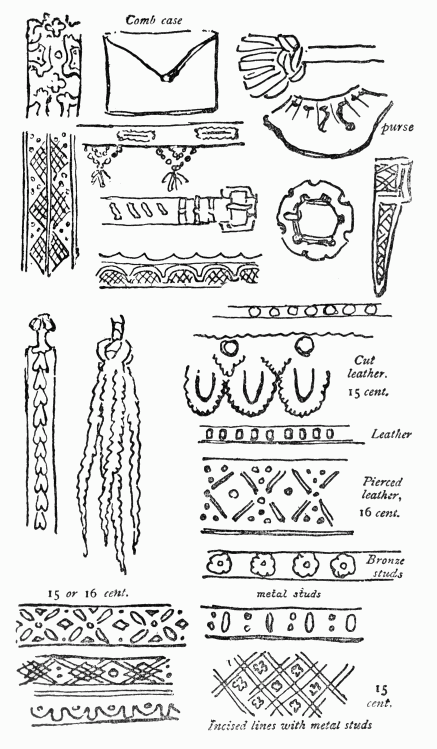 Comb case
purse
Cut
leather.
15 cent.
Leather
Pierced
leather,
16 cent.
Bronze
studs
15 or 16 cent.
metal studs
15
cent.
Incised lines with metal studs